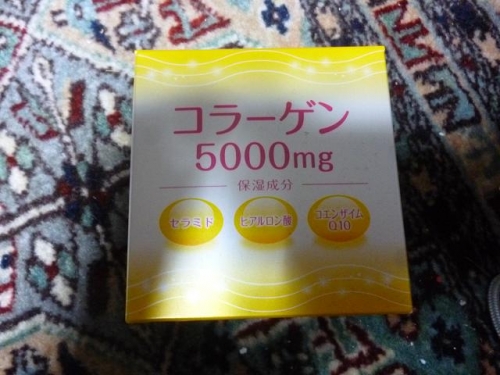 コラーゲン
5000mg
保湿成分
セラミド
ヒアルロン酸
コエンザイム
Q10